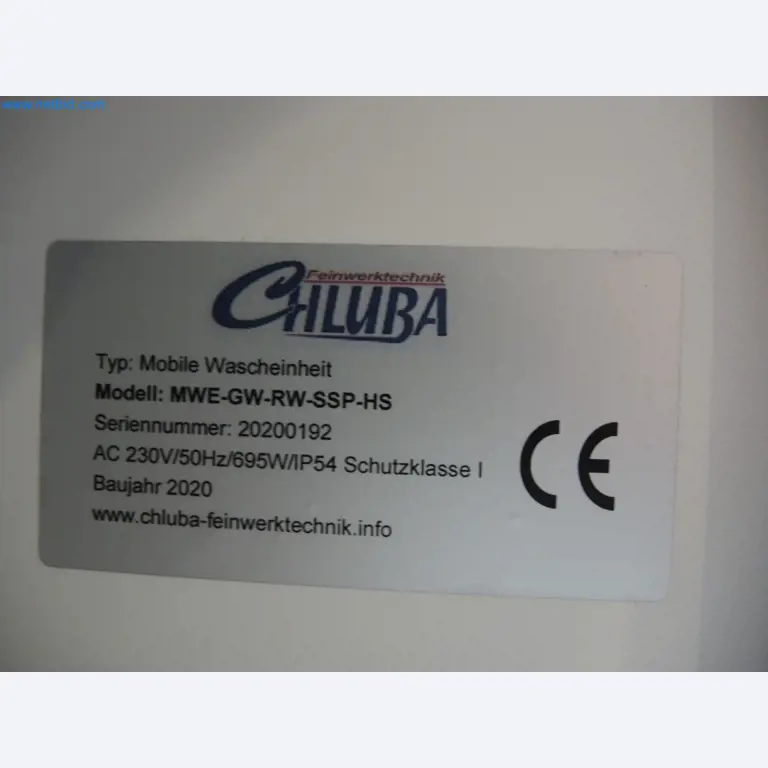 Feinwerktechnik
CHLUBA
Typ: Mobile Wascheinheit
Modell: MWE-GW-RW-SSP-HS
Seriennummer: 20200192
AC 230V/50Hz/695W/IP54 Schutzklasse I
Baujahr 2020
www.chluba-feinwerktechnik.info
CE